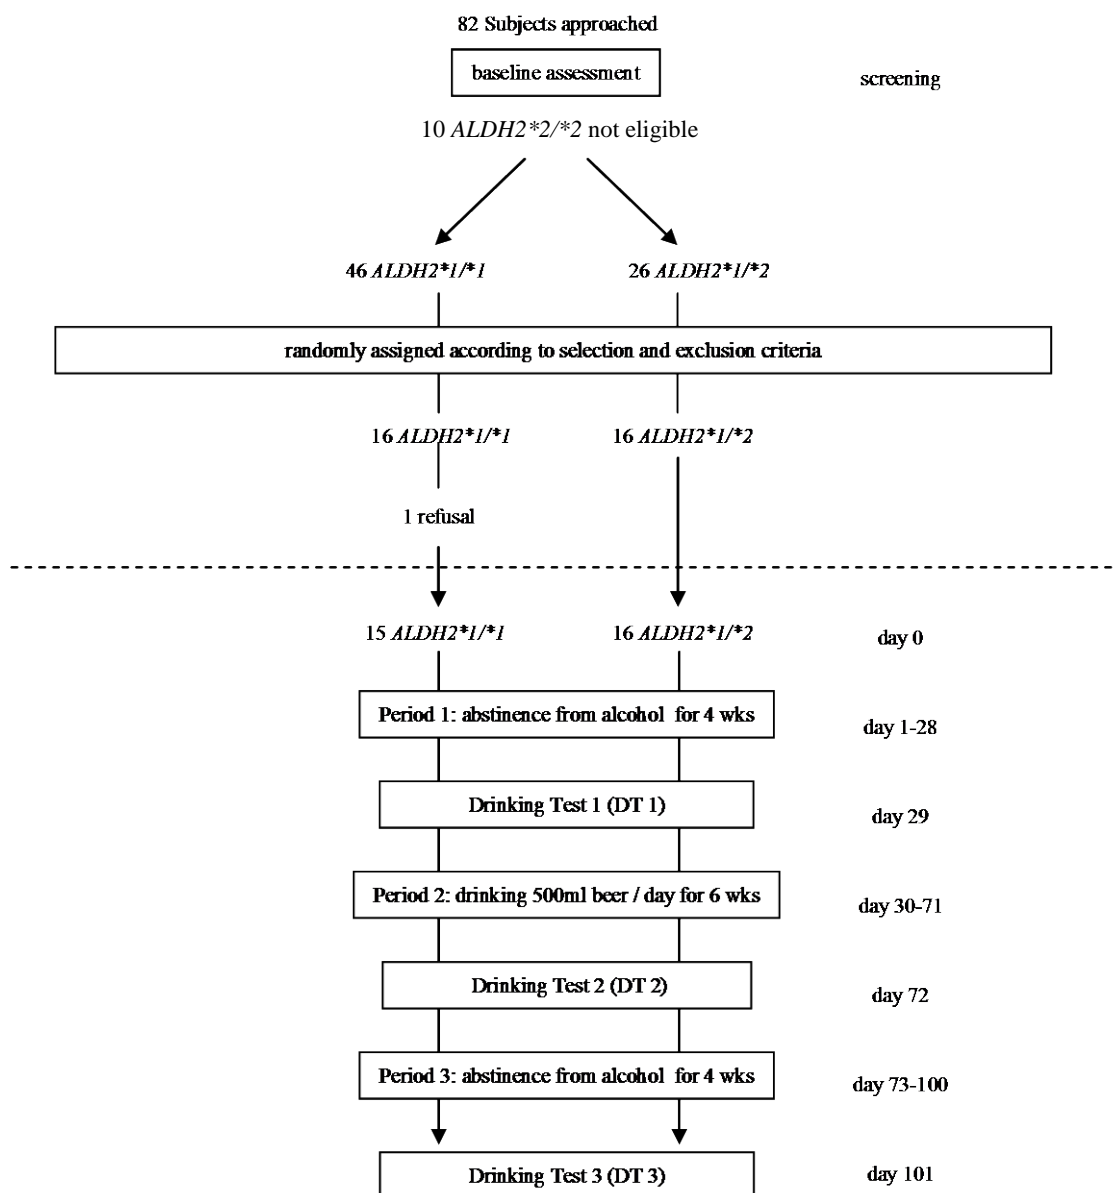 82 Subjects approached
baseline assessment
screening
10 ALDH2*2/*2 not eligible
46 ALDH2*1/*1
26 ALDH2*1/*2
randomly assigned according to selection and exclusion criteria
16 ALDH2*1/*1
16 ALDH2*1/*2
1 refusal
15 ALDH2*1/*1
16 ALDH2*1/*2
day 0
Period 1: abstinence from alcohol for 4 wks
day 1-28
Drinking Test 1 (DT 1)
day 29
Period 2: drinking 500ml beer / day for 6 wks
day 30-71
Drinking Test 2 (DT 2)
day 72
Period 3: abstinence from alcohol for 4 wks
day 73-100
Drinking Test 3 (DT 3)
day 101